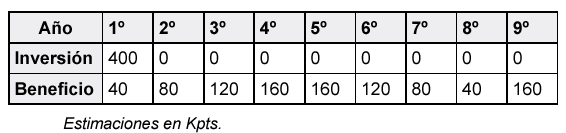 Año 1º 2º 3º 4º 5º 6º 7º 8º 9º
Inversión 400 0 0 0 0 0 0 0 0
Beneficio 40 80 120 160 160 120 80 40 160
Estimaciones en Kpts.